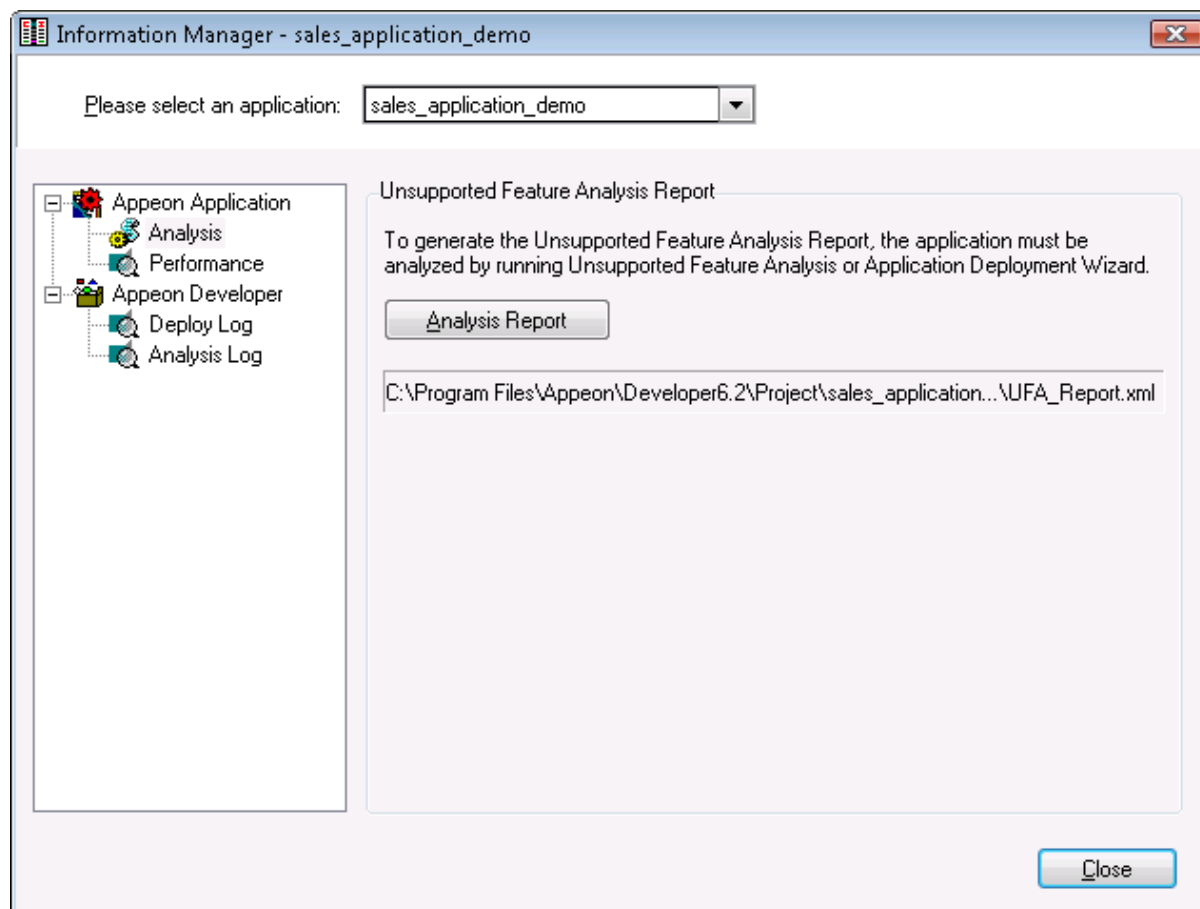 Information Manager - sales_application_demo
Please select an application:
sales_application_demo
Appeon Application
Analysis
Performance
Appeon Developer
Deploy Log
Analysis Log
Unsupported Feature Analysis Report
To generate the Unsupported Feature Analysis Report, the application must be
analyzed by running Unsupported Feature Analysis or Application Deployment Wizard.
Analysis Report
C:\Program Files\Appeon\Developer6.2\Project\sales_application...\UFA_Report.xml
Close